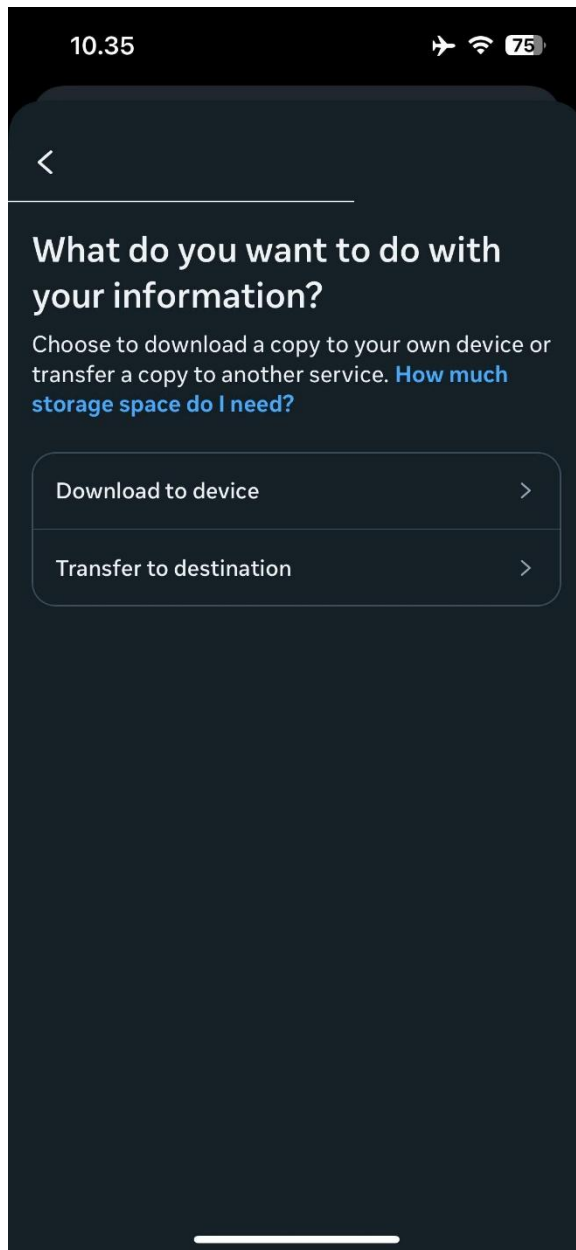 10.35
75
What do you want to do with
your information?
Choose to download a copy to your own device or
transfer a copy to another service. How much
storage space do I need?
Download to device
Transfer to destination